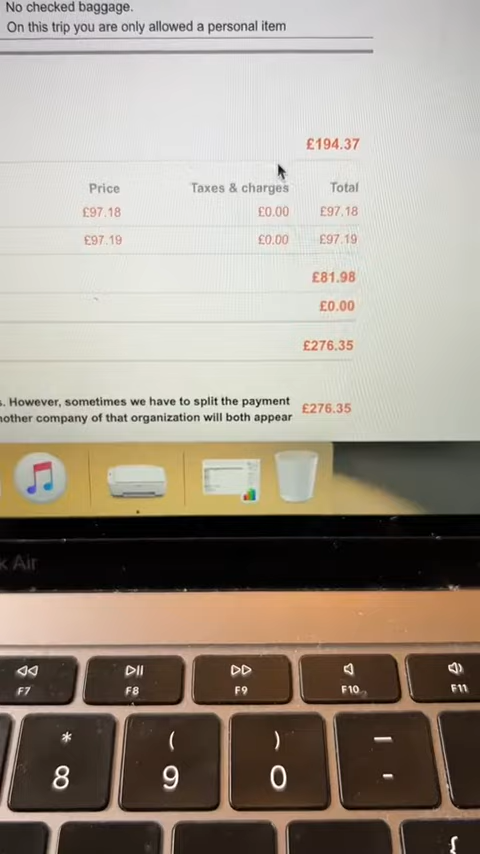 No checked baggage.
On this trip you are only allowed a personal item
£194.37
Price Taxes & charges Total
£97.18 £0.00 £97.18
£97.19 £0.00 £97.19
£81.98
£0.00
£276.35
s. However, sometimes we have to split the payment £276.35
nother company of that organization will both appear
k Air
F7 F8 F9 F10 F11
* ( ) —
8 9 0 -
{